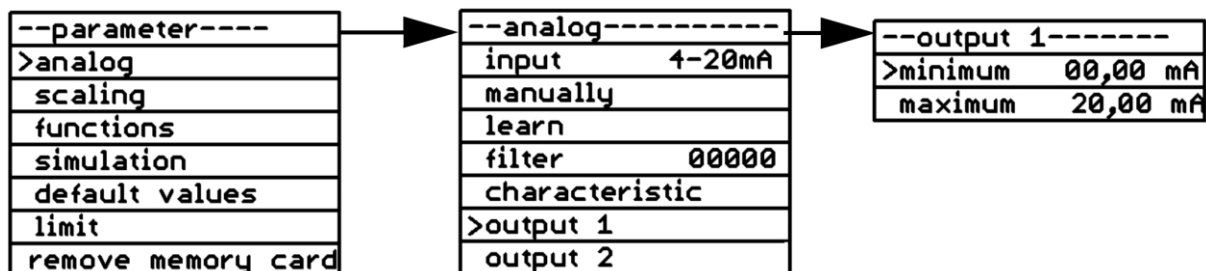 --parameter----
>analog
scaling
functions
simulation
default values
limit
remove memory card
--analog-----------
input 4-20mA
manually
learn
filter 00000
characteristic
>output 1
output 2
--output 1-------
>minimum 00,00 mA
maximum 20,00 mA